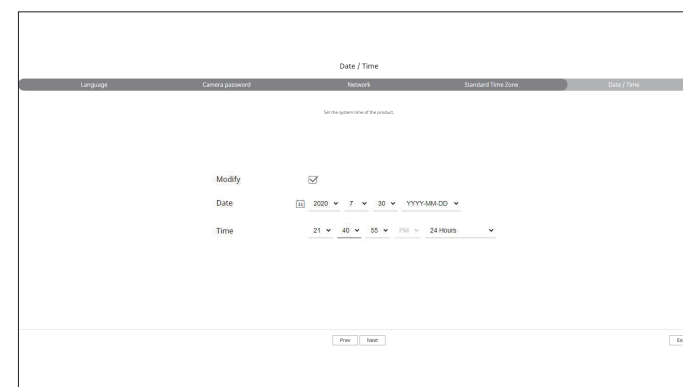 Date / Time
Language Camera password Network Standard Time Zone Date / Time
Set the system time of the product.
Modify
Date 31 2020 7 30 YYYY-MM-DD
Time 21 40 55 PM 24 Hours
Prev Next